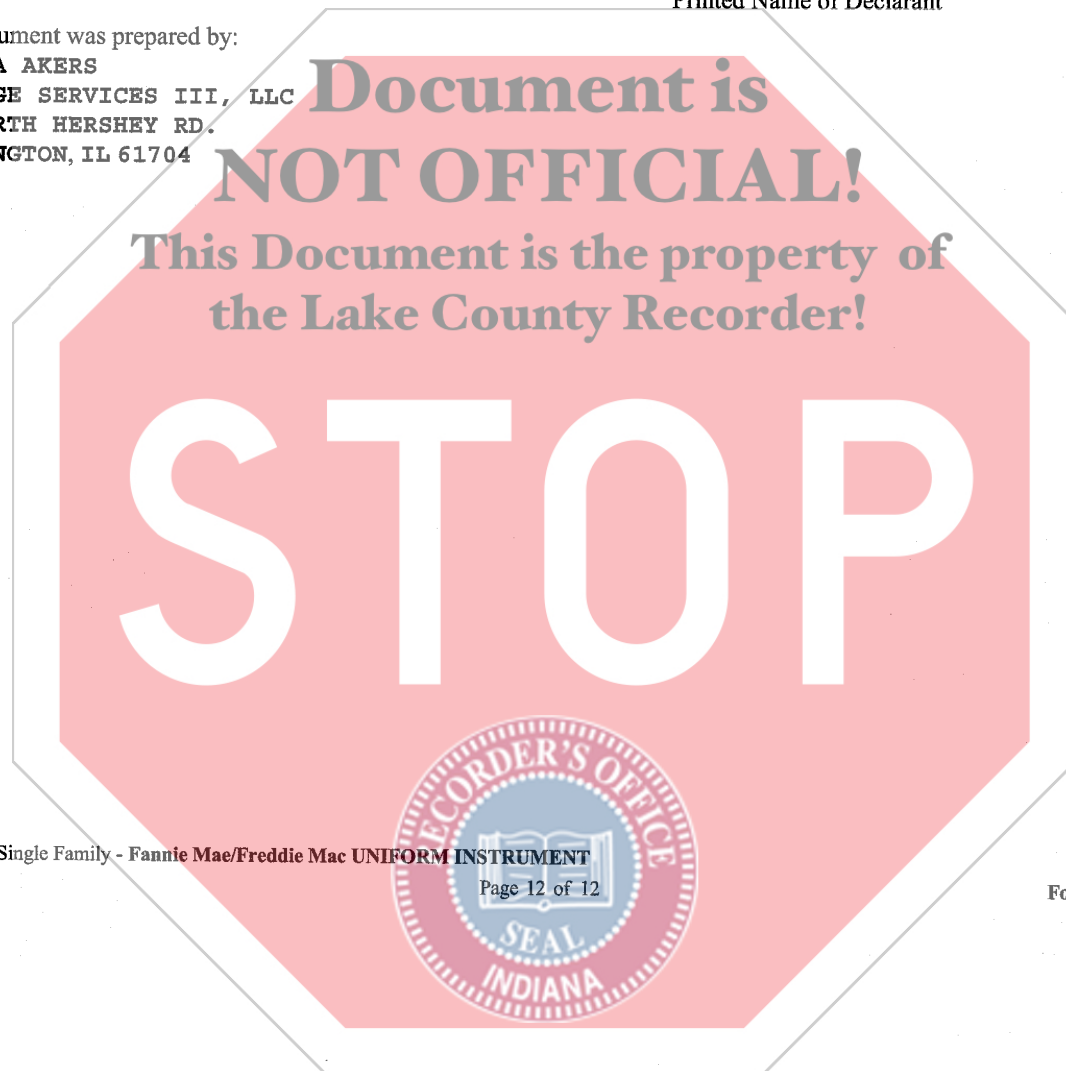 Printed Name of Declarant
ument was prepared by:
A AKERS
GE SERVICES III, LLC
RTH HERSHEY RD.
NGTON, IL 61704
Document is
NOT OFFICIAL!
This Document is the property of
the Lake County Recorder!
STOP
RECORDER'S OFFICE
Single Family - Fannie Mae/Freddie Mac UNIFORM INSTRUMENT
Page 12 of 12
Fo
SEAL
INDIANA